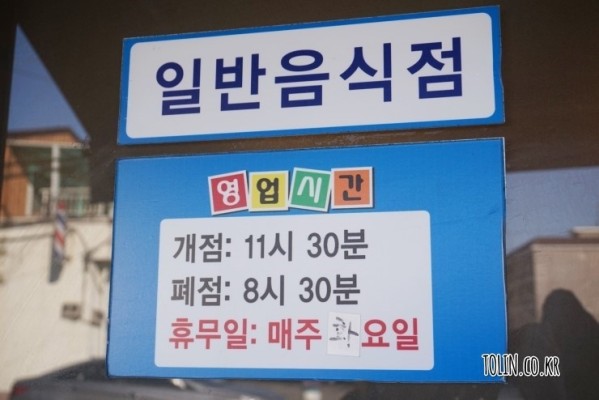 일반음식점
영업시간
개점: 11시 30분
폐점: 8시 30분
휴무일: 매주 화요일
TOLIN.CO.KR